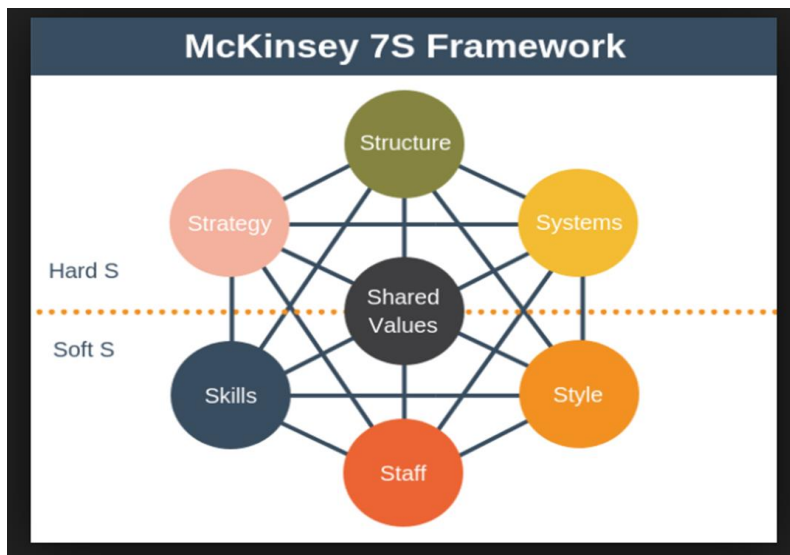 McKinsey 7S Framework
Structure
Strategy
Systems
Hard S
Shared
Values
Soft S
Skills
Style
Staff